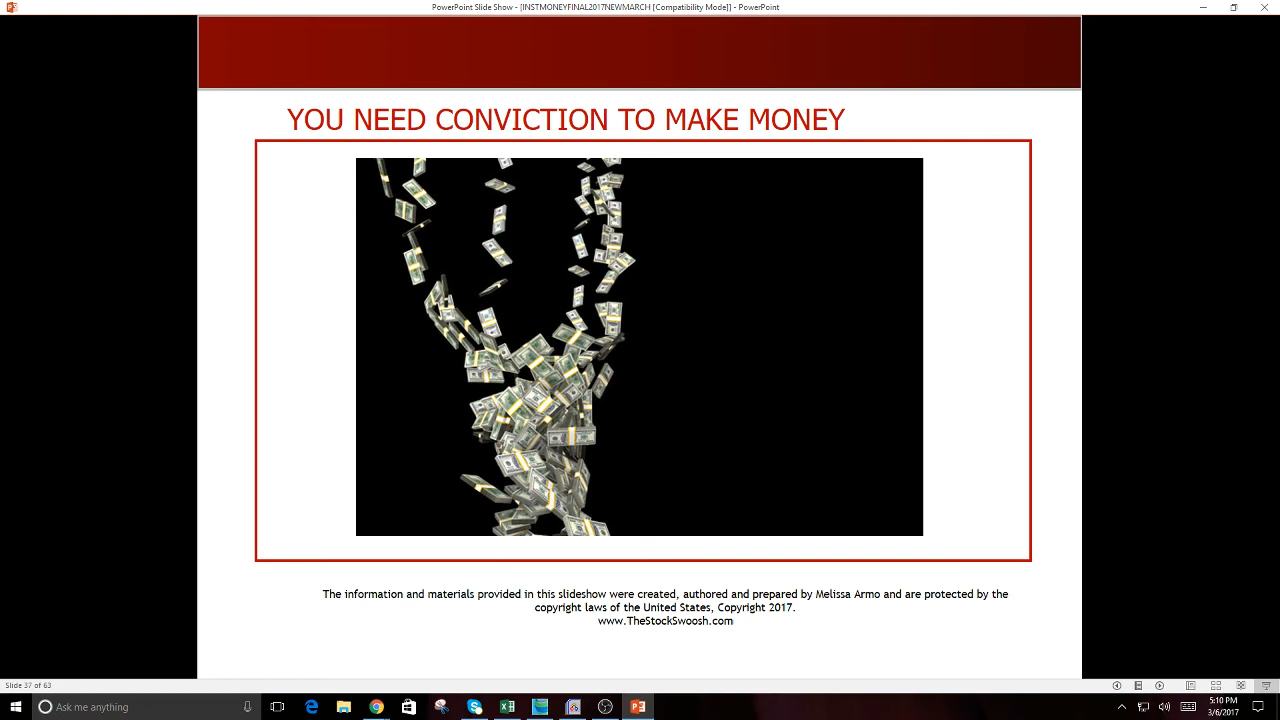 PowerPoint Slide Show - [INSTMONEYFINAL2017NEWMARCH [Compatibility Mode]] - PowerPoint
YOU NEED CONVICTION TO MAKE MONEY
The information and materials provided in this slideshow were created, authored and prepared by Melissa Armo and are protected by the
copyright laws of the United States, Copyright 2017.
www.TheStockSwoosh.com
Slide 37 of 63
Ask me anything
5:10 PM
3/6/2017